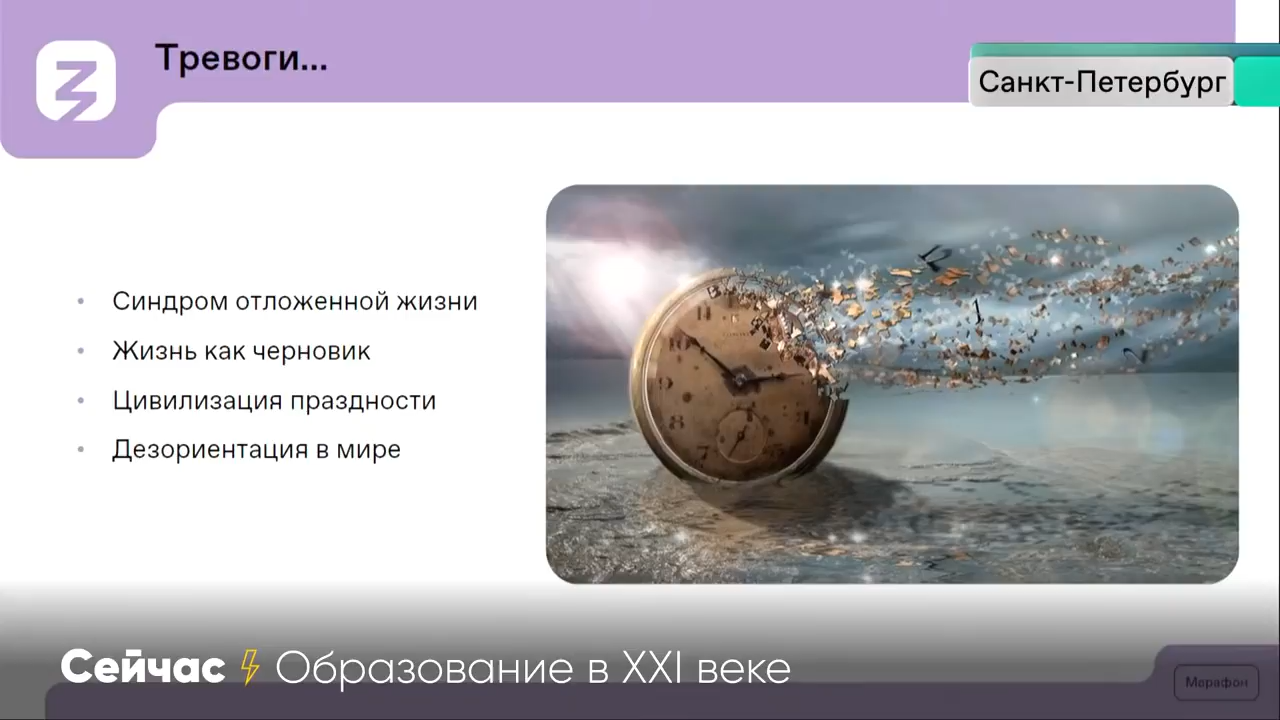 Тревоги...
Санкт-Петербург
• Синдром отложенной жизни
• Жизнь как черновик
• Цивилизация праздности
• Дезориентация в мире
Сейчас Образование в XXI веке
Марафон